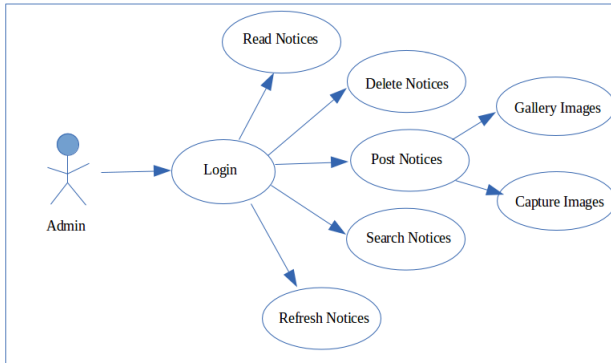 Read Notices
Delete Notices
Gallery Images
Login
Post Notices
Capture Images
Admin
Search Notices
Refresh Notices